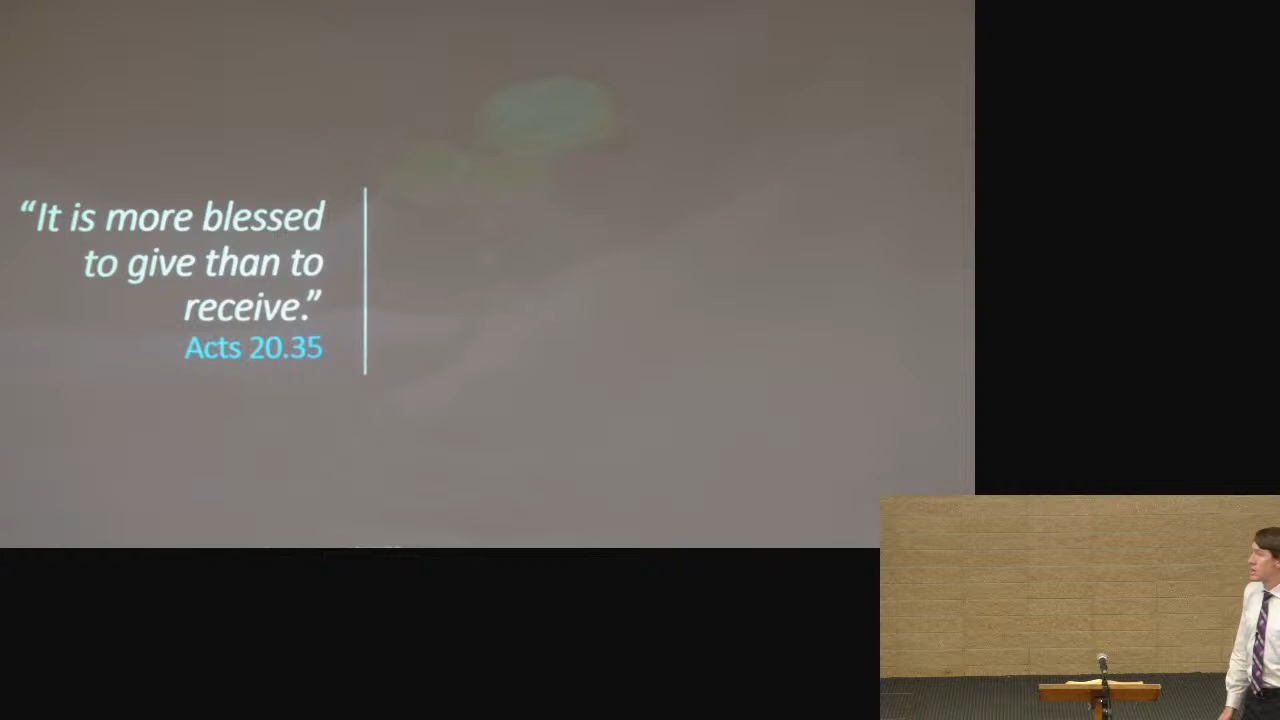 “It is more blessed
to give than to
receive.”
Acts 20.35